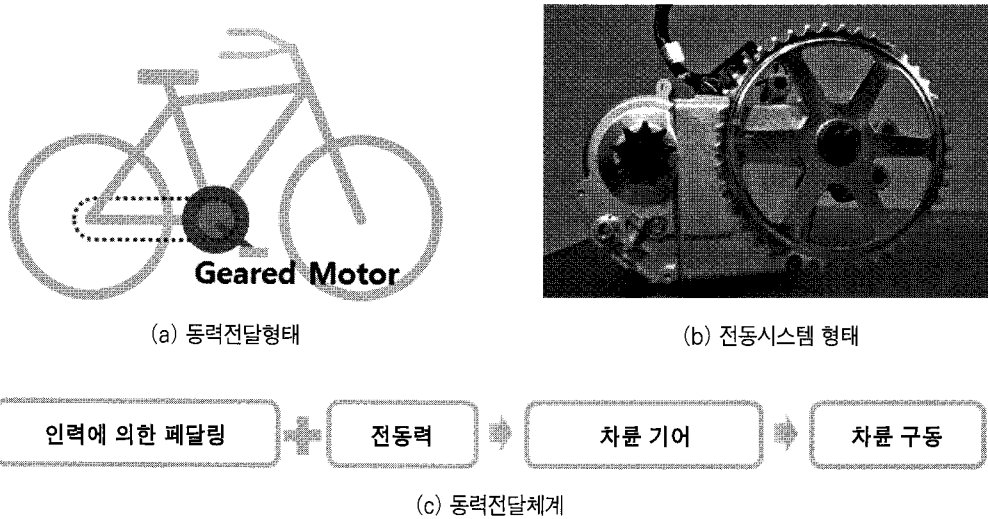 Geared Motor
(a) 동력전달형태
(b) 전동시스템 형태
인력에 의한 페달링
전동력
차륜 기어
차륜 구동
(c) 동력전달체계